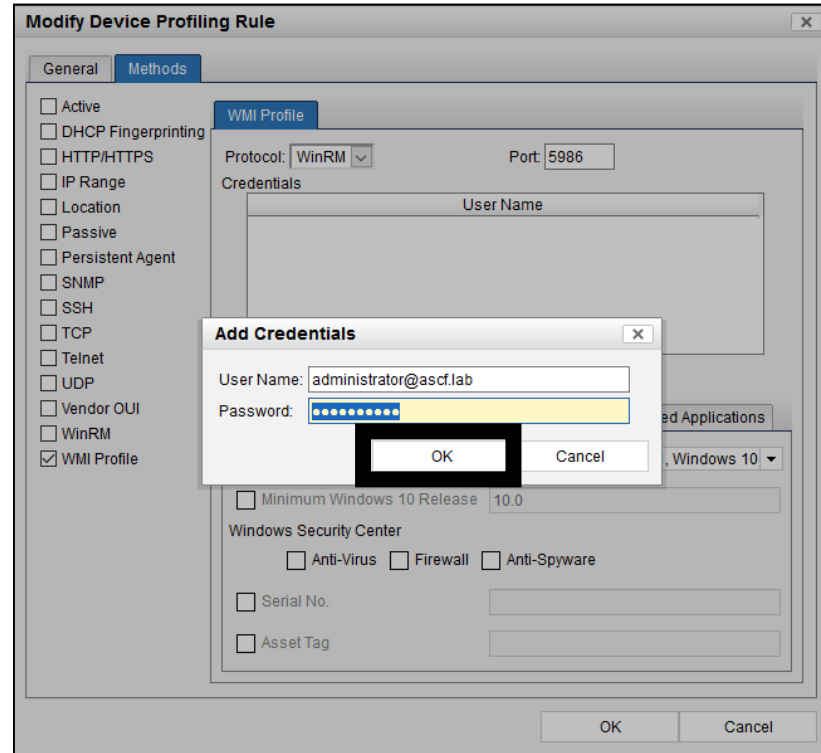 Modify Device Profiling Rule
General Methods
Active
DHCP Fingerprinting
HTTP/HTTPS
IP Range
Location
Passive
Persistent Agent
SNMP
SSH
TCP
Telnet
UDP
Vendor OUI
WinRM
WMI Profile
WMI Profile
Protocol: WinRM Port: 5986
Credentials
User Name
Add Credentials
User Name: administrator@ascf.lab
Password: ●●●●●●●●●●
OK Cancel
Applications
, Windows 10
Minimum Windows 10 Release 10.0
Windows Security Center
Anti-Virus Firewall Anti-Spyware
Serial No.
Asset Tag
OK Cancel